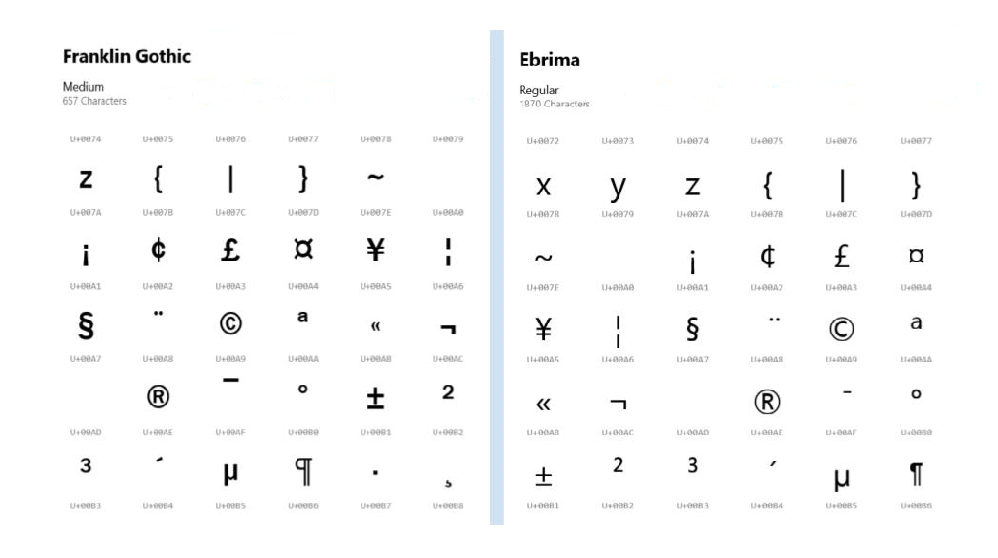 Franklin Gothic
Medium
657 Characters
U+0074 U+0075 U+0076 U+0077 U+0078 U+0079
z { | } ~
U+007A U+007B U+007C U+007D U+007E U+00A0
¡ ¢ £ ¤ ¥ ¦
U+00A1 U+00A2 U+00A3 U+00A4 U+00A5 U+00A6
§ ¨ © ª « ¬
U+00A7 U+00A8 U+00A9 U+00AA U+00AB U+00AC
® ¯ ° ± ²
U+00AD U+00AE U+00AF U+00B0 U+00B1 U+00B2
³ ´ µ ¶ · ¸
U+00B3 U+00B4 U+00B5 U+00B6 U+00B7 U+00B8
Ebrima
Regular
1870 Characters
U+0072 U+0073 U+0074 U+0075 U+0076 U+0077
x y z { | }
U+0078 U+0079 U+007A U+007B U+007C U+007D
~ ¡ ¢ £ ¤
U+007E U+00A0 U+00A1 U+00A2 U+00A3 U+00A4
¥ ¦ § ¨ © ª
U+00A5 U+00A6 U+00A7 U+00A8 U+00A9 U+00AA
« ¬ ® ¯ °
U+00AB U+00AC U+00AD U+00AE U+00AF U+00B0
± ² ³ ´ µ ¶
U+00B1 U+00B2 U+00B3 U+00B4 U+00B5 U+00B6